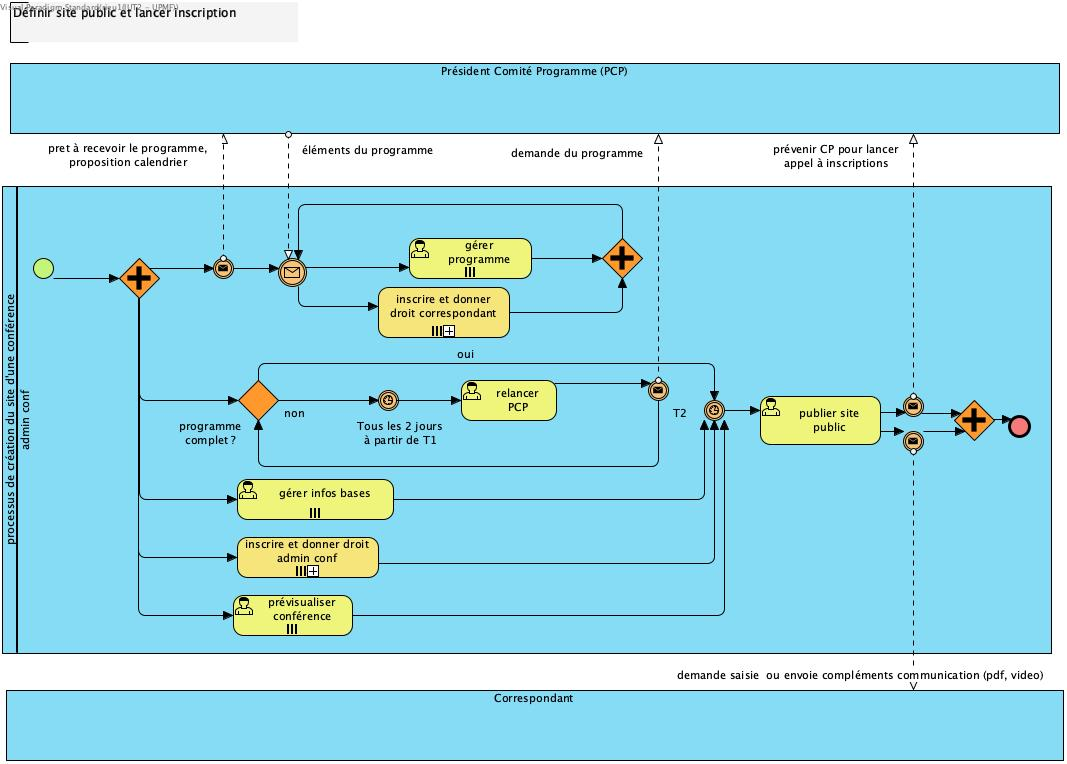 Définir site public et lancer inscription
Président Comité Programme (PCP)
pret à recevoir le programme,
proposition calendrier
éléments du programme
demande du programme
prévenir CP pour lancer
appel à inscriptions
processus de création du site d'une conférence
admin conf
gérer
programme
inscrire et donner
droit correspondant
oui
programme
complet ?
non
Tous les 2 jours
à partir de T1
relancer
PCP
T2
publier site
public
gérer infos bases
inscrire et donner droit
admin conf
prévisualiser
conférence
demande saisie ou envoie compléments communication (pdf, video)
Correspondant